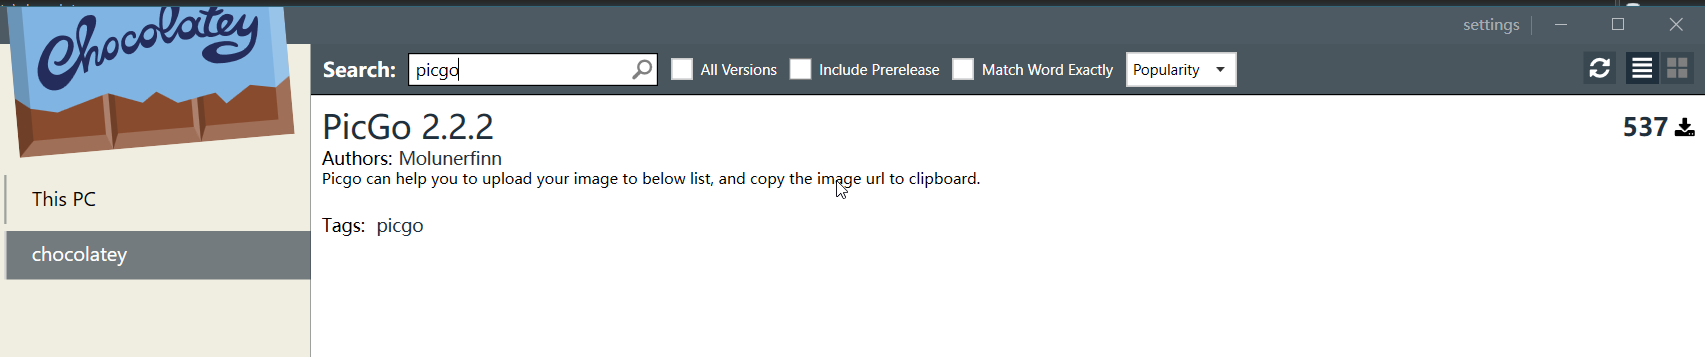 Chocolatey
settings
Search: picgo All Versions Include Prerelease Match Word Exactly Popularity
PicGo 2.2.2 537
Authors: Molunerfinn
Picgo can help you to upload your image to below list, and copy the image url to clipboard.
This PC
Tags: picgo
chocolatey